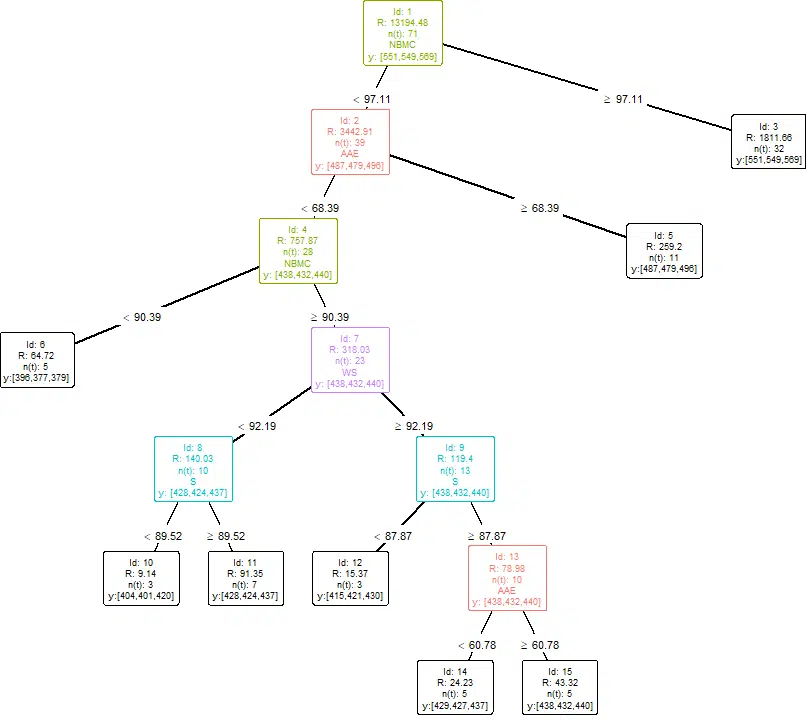 Id: 1
R: 13194.48
n(t): 71
NBMC
y: [551,549,569]
< 97.11
≥ 97.11
Id: 2
R: 3442.91
n(t): 39
AAE
y: [487,479,496]
Id: 3
R: 1811.66
n(t): 32
y:[551,549,569]
< 68.39
≥ 68.39
Id: 4
R: 757.87
n(t): 28
NBMC
y: [438,432,440]
Id: 5
R: 259.2
n(t): 11
y:[487,479,496]
< 90.39
≥ 90.39
Id: 6
R: 64.72
n(t): 5
y:[396,377,379]
Id: 7
R: 318.03
n(t): 23
WS
y: [438,432,440]
< 92.19
≥ 92.19
Id: 8
R: 140.03
n(t): 10
S
y: [428,424,437]
Id: 9
R: 119.4
n(t): 13
S
y: [438,432,440]
< 89.52
≥ 89.52
< 87.87
≥ 87.87
Id: 10
R: 9.14
n(t): 3
y:[404,401,420]
Id: 11
R: 91.35
n(t): 7
y:[428,424,437]
Id: 12
R: 15.37
n(t): 3
y:[415,421,430]
Id: 13
R: 78.98
n(t): 10
AAE
y: [438,432,440]
< 60.78
≥ 60.78
Id: 14
R: 24.23
n(t): 5
y:[429,427,437]
Id: 15
R: 43.32
n(t): 5
y:[438,432,440]